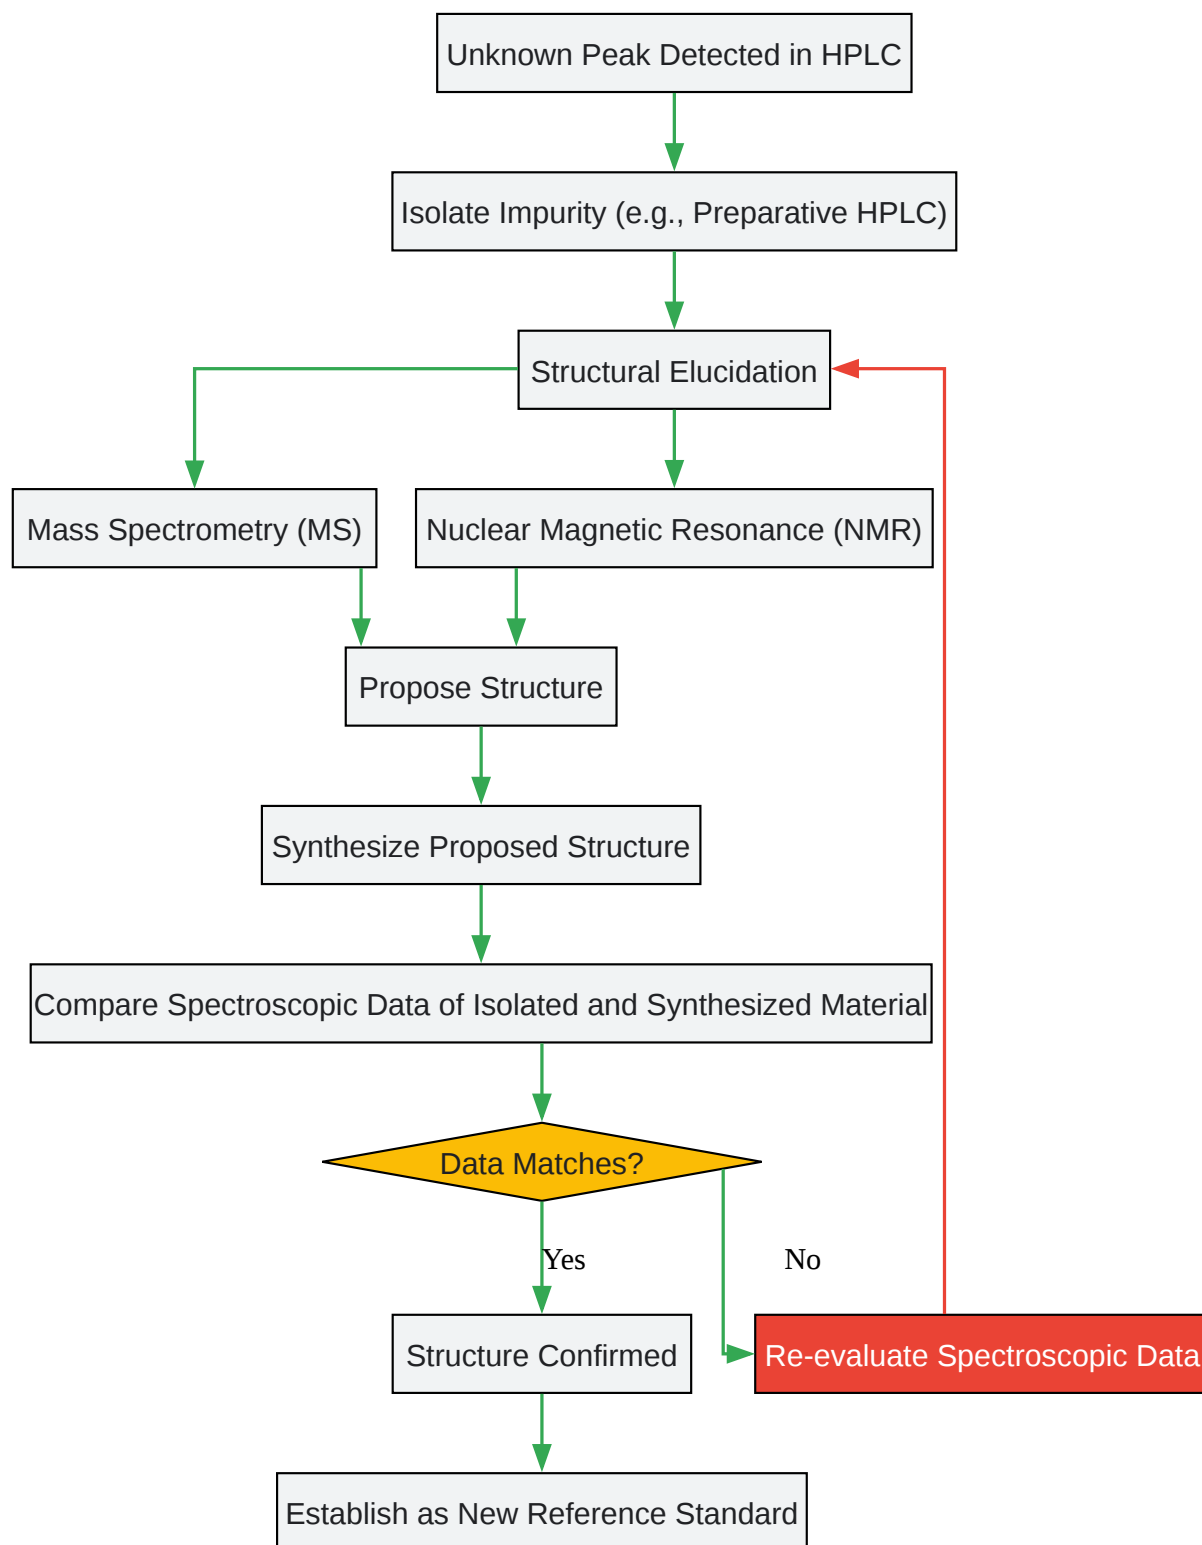 Unknown Peak Detected in HPLC
Isolate Impurity (e.g., Preparative HPLC)
Structural Elucidation
Mass Spectrometry (MS)
Nuclear Magnetic Resonance (NMR)
Propose Structure
Synthesize Proposed Structure
Compare Spectroscopic Data of Isolated and Synthesized Material
Data Matches?
Yes
No
Structure Confirmed
Re-evaluate Spectroscopic Data
Establish as New Reference Standard